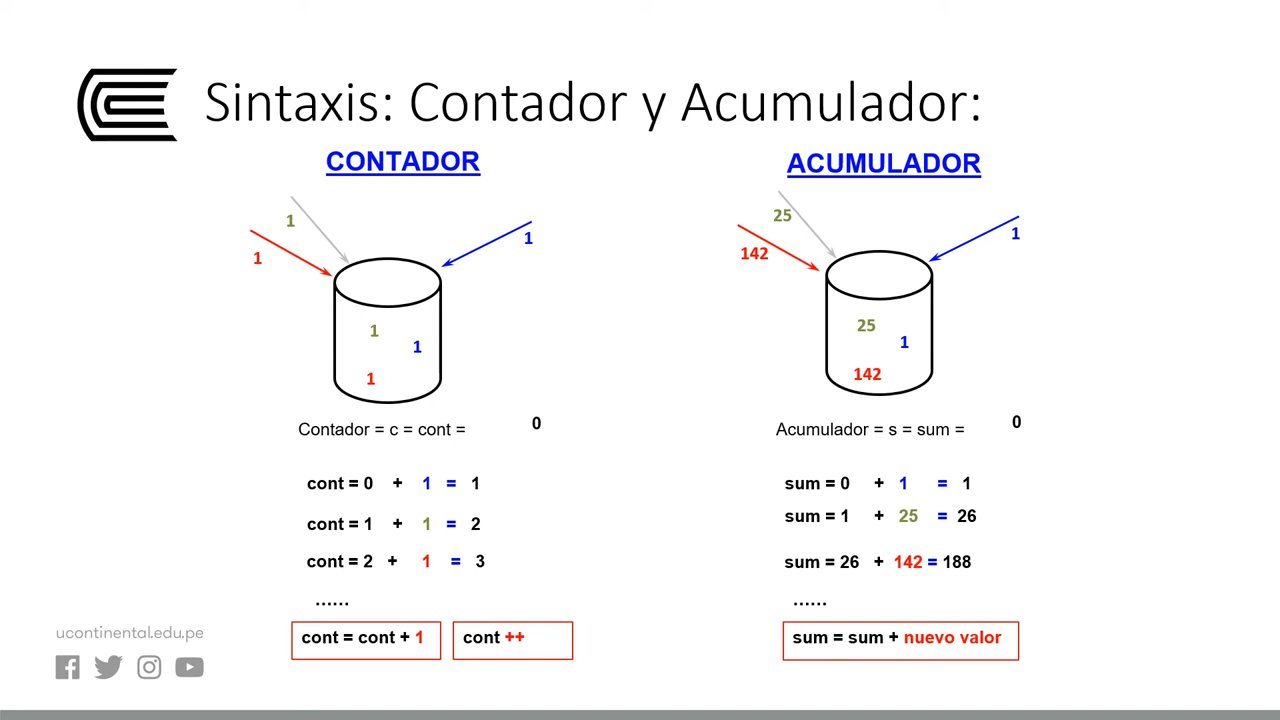 Sintaxis: Contador y Acumulador:
CONTADOR
1
1
1
1
1
1
Contador = c = cont = 0
cont = 0 + 1 = 1
cont = 1 + 1 = 2
cont = 2 + 1 = 3
......
cont = cont + 1
cont ++
ACUMULADOR
25
142
1
25
1
142
Acumulador = s = sum = 0
sum = 0 + 1 = 1
sum = 1 + 25 = 26
sum = 26 + 142 = 188
......
sum = sum + nuevo valor
ucontinental.edu.pe